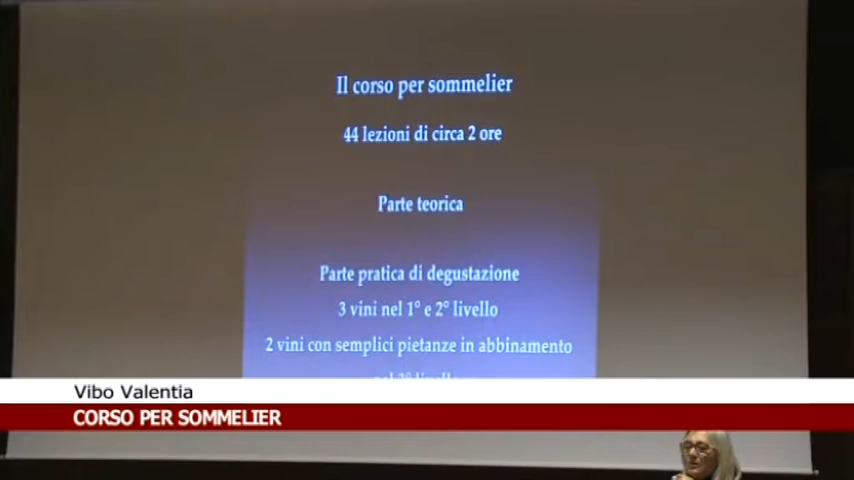 Il corso per sommelier
44 lezioni di circa 2 ore
Parte teorica
Parte pratica di degustazione
3 vini nel 1° e 2° livello
2 vini con semplici pietanze in abbinamento
Vibo Valentia
CORSO PER SOMMELIER